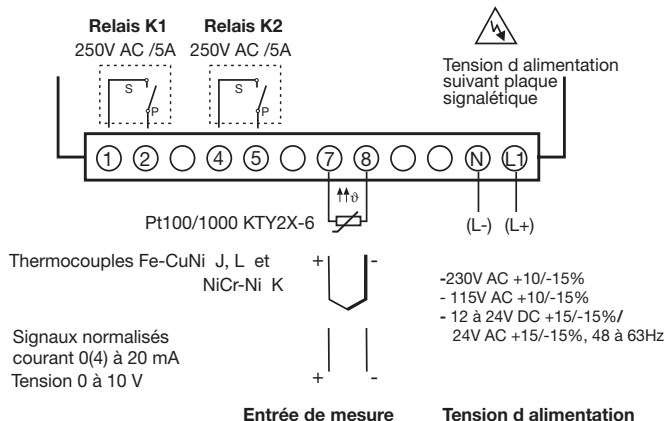 Relais K1 Relais K2
250V AC /5A 250V AC /5A
Tension d alimentation
suivant plaque
signalétique
S S
P P
1 2 4 5 7 8 N L1
ϑ
Pt100/1000 KTY2X-6
(L-) (L+)
Thermocouples Fe-CuNi J, L et + -
NiCr-Ni K
-230V AC +10/-15%
- 115V AC +10/-15%
- 12 à 24V DC +15/-15%/
24V AC +15/-15%, 48 à 63Hz
Signaux normalisés
courant 0(4) à 20 mA
Tension 0 à 10 V + -
Entrée de mesure Tension d alimentation